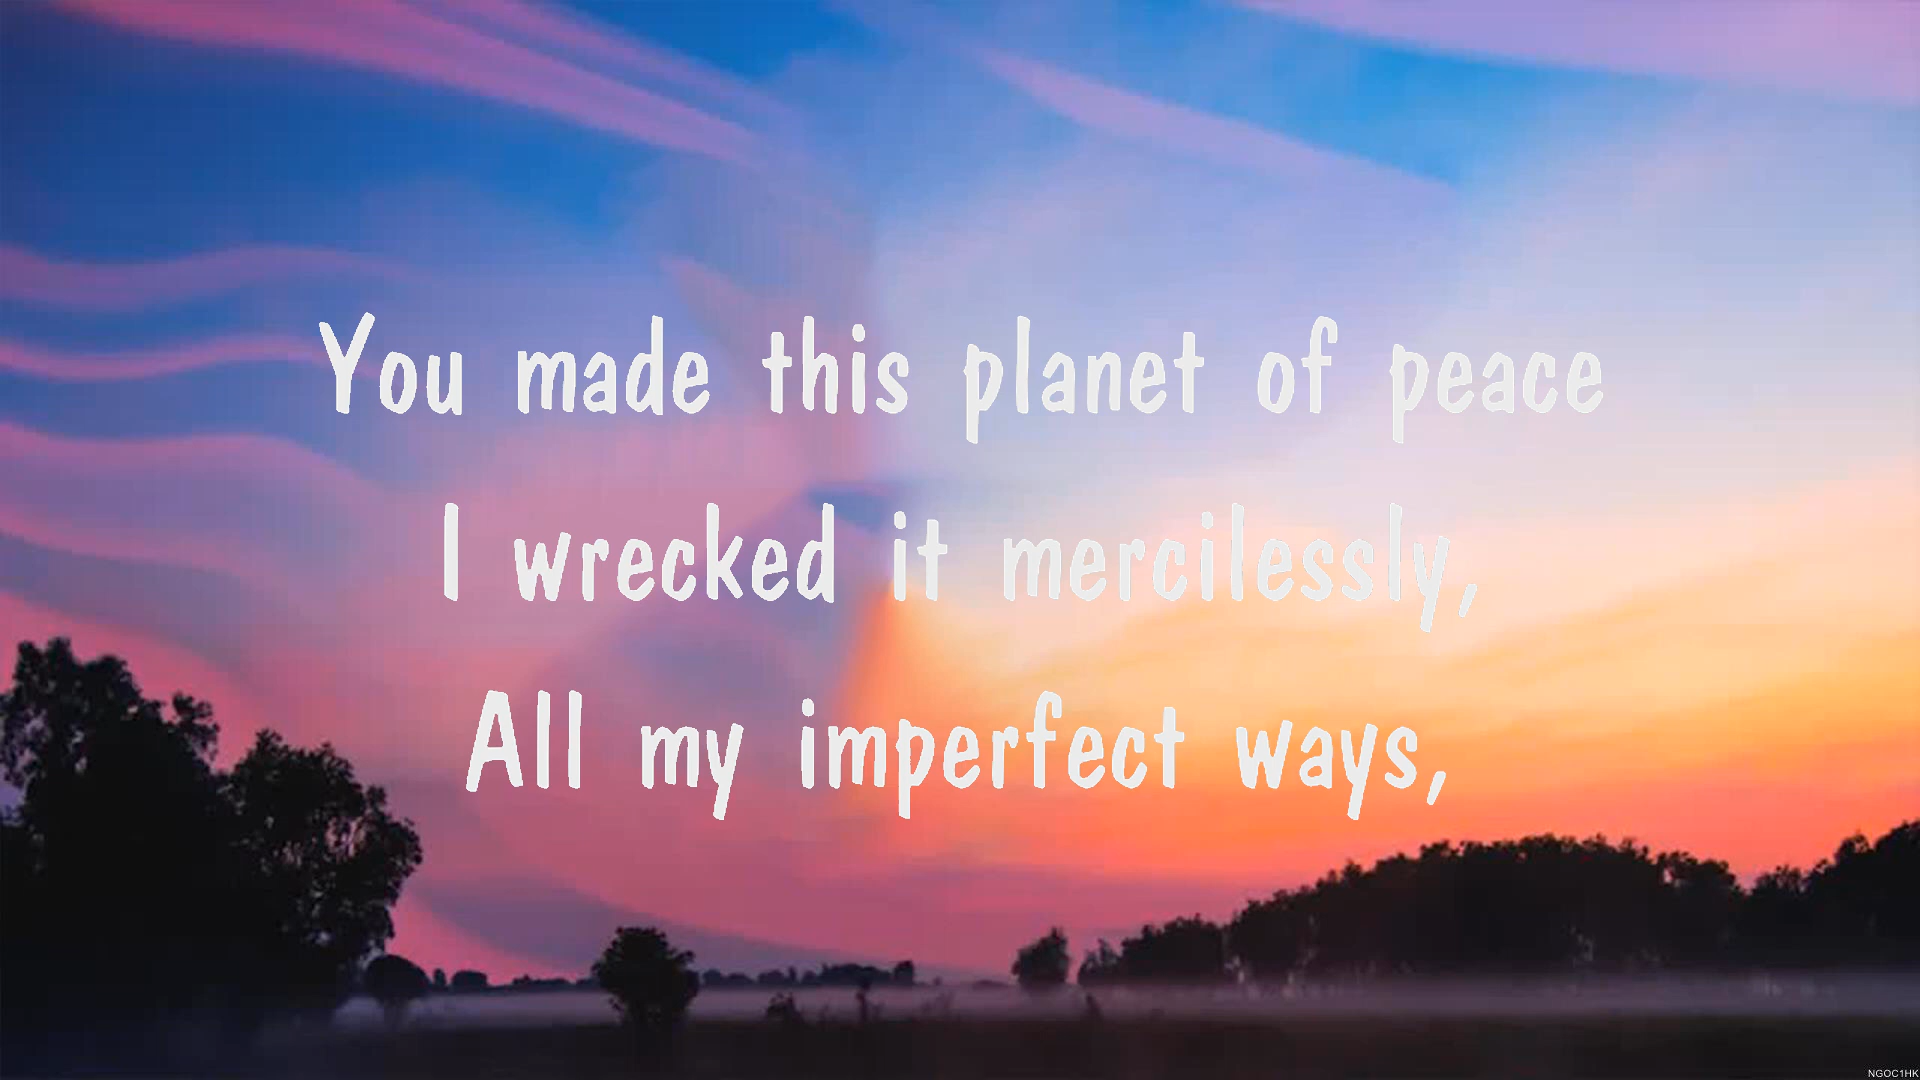 You made this planet of peace
I wrecked it mercilessly,
All my imperfect ways,
NGOC1HK